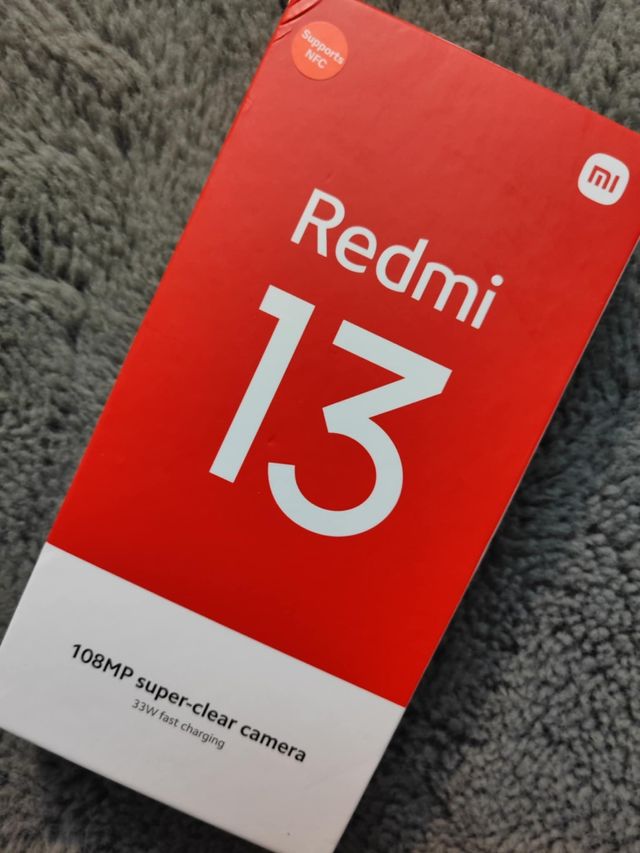 Supports
NFC
mi
Redmi
13
108MP super-clear camera
33W fast charging